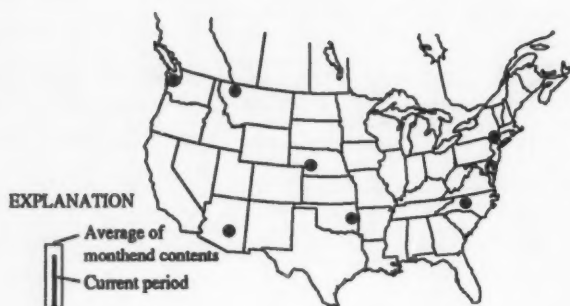 EXPLANATION
Average of
monthend contents
Current period